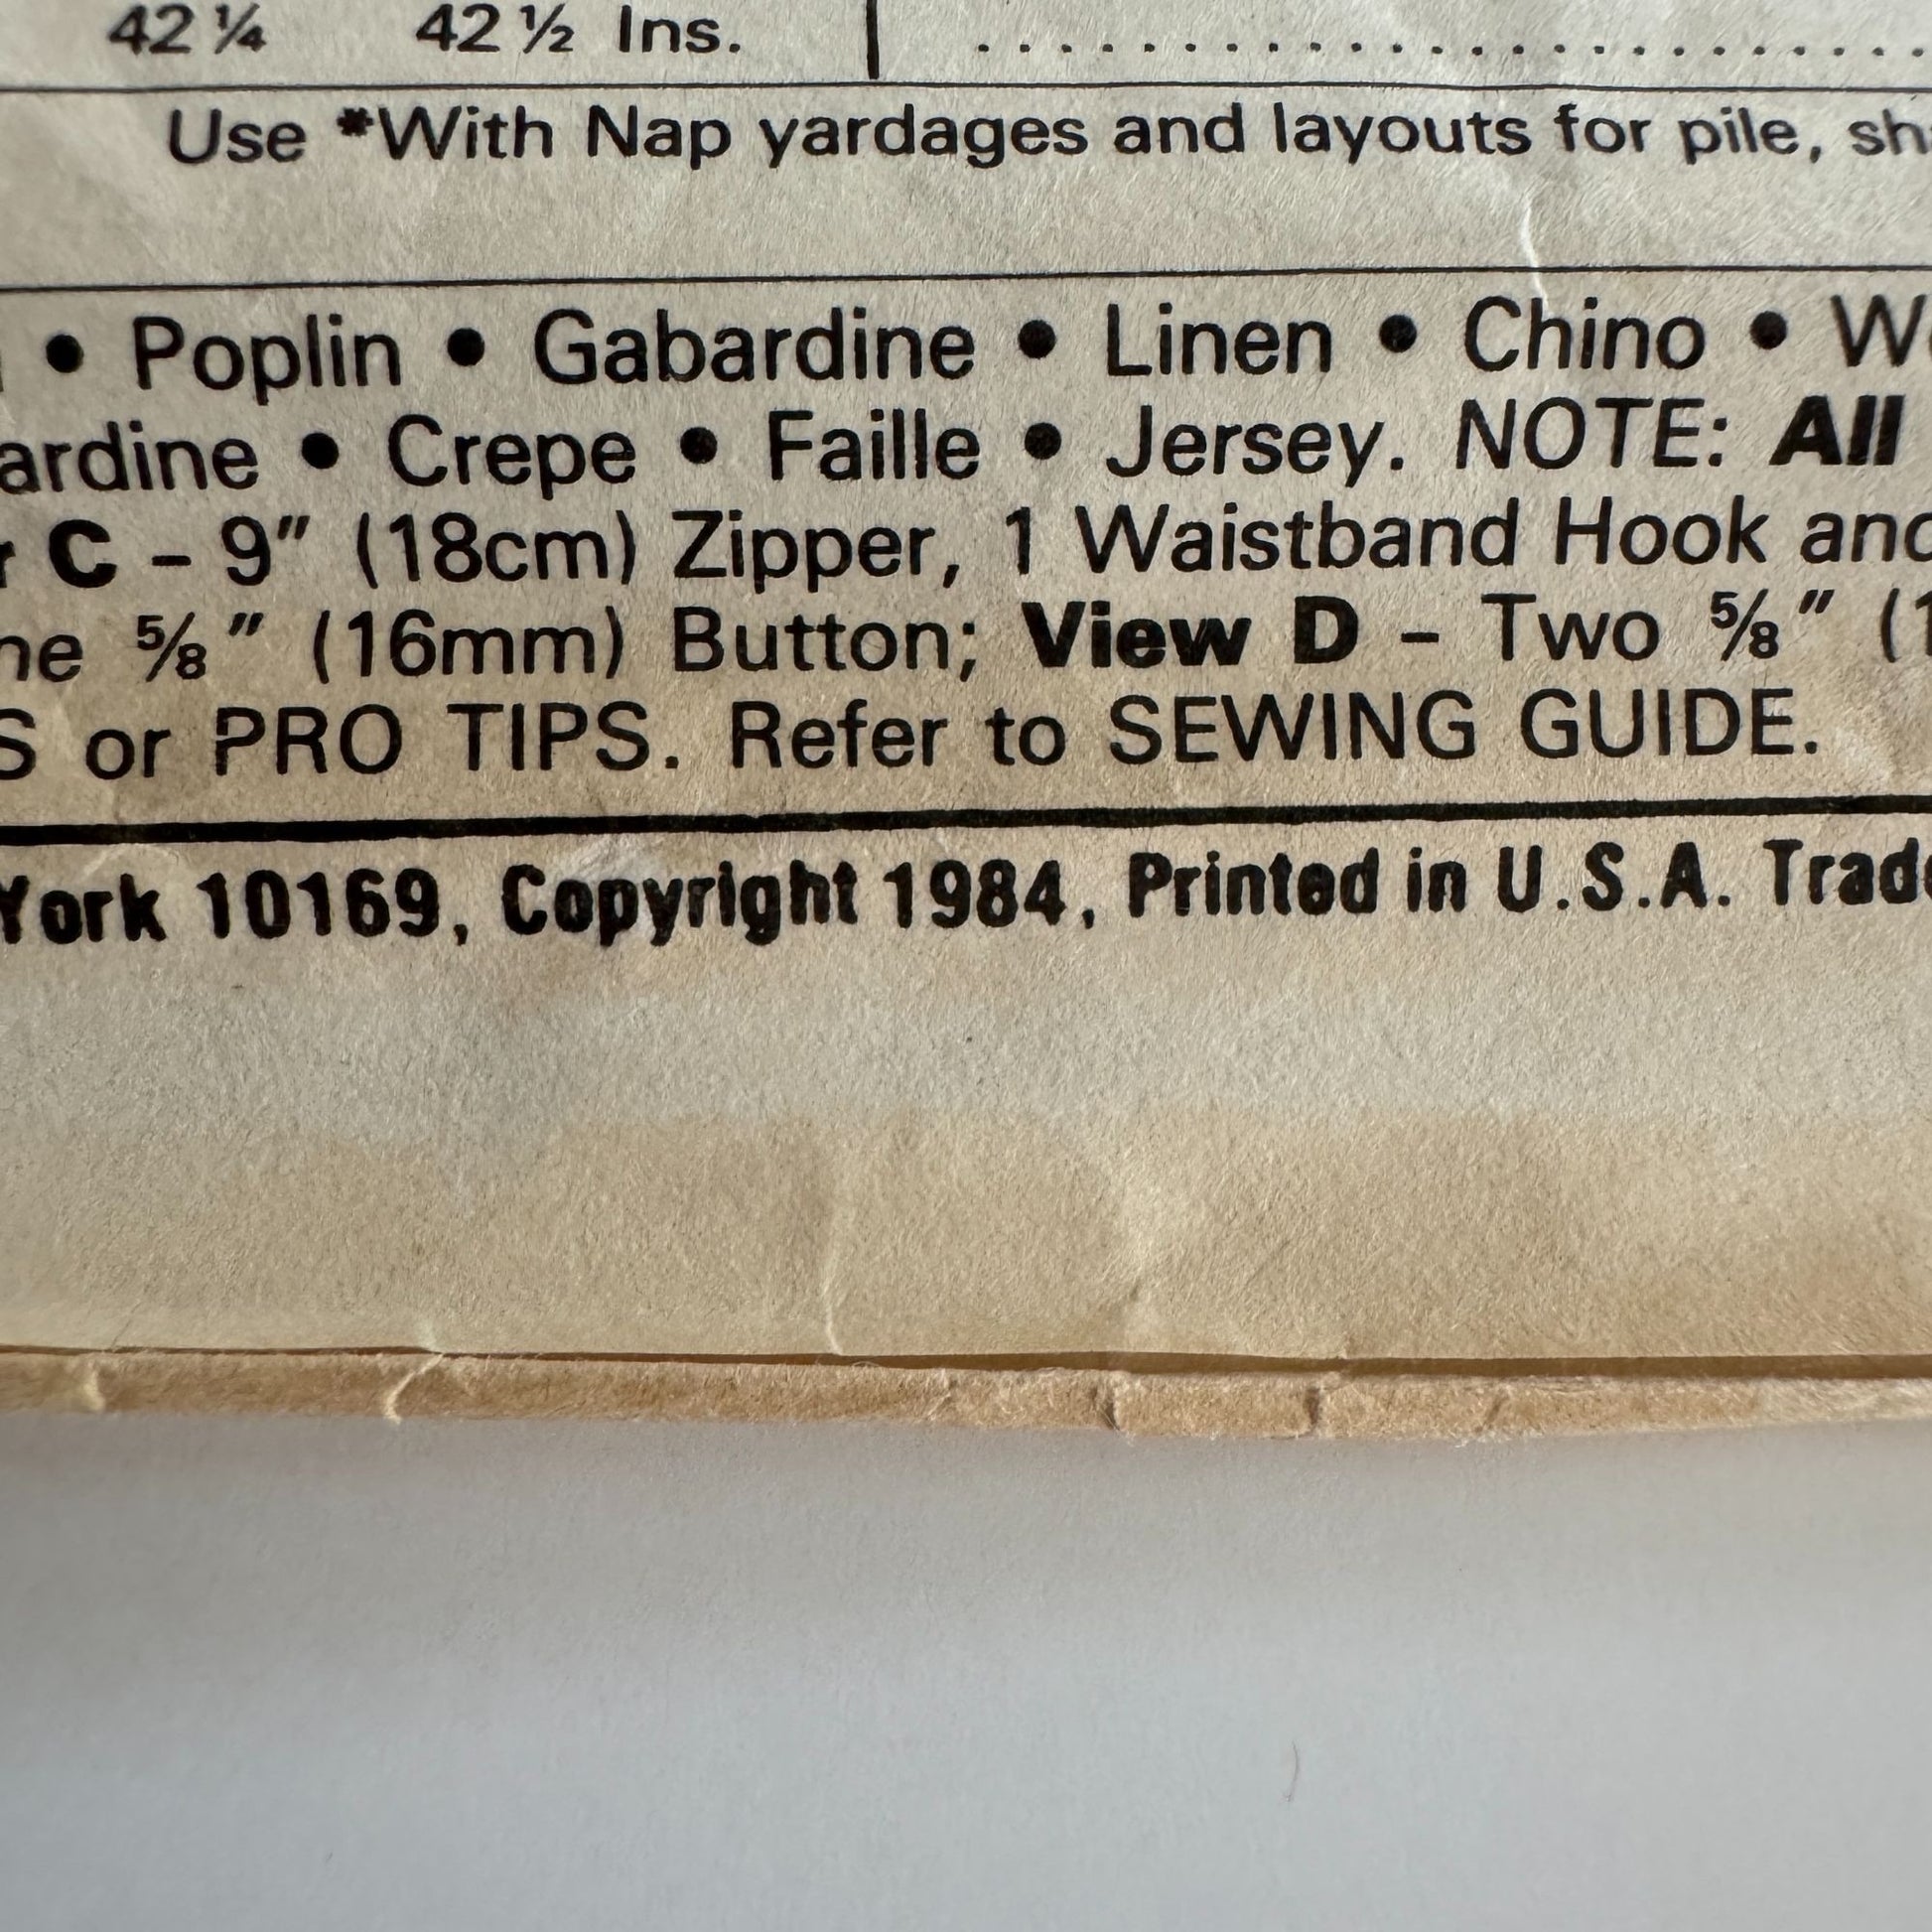 42 ¼ 42 ½ Ins. ..............................
Use *With Nap yardages and layouts for pile,
• Poplin • Gabardine • Linen • Chino •
ardine • Crepe • Faille • Jersey. NOTE: All
C – 9" (18cm) Zipper, 1 Waistband Hook and
ne ⅝" (16mm) Button; View D – Two ⅝"
S or PRO TIPS. Refer to SEWING GUIDE.
York 10169, Copyright 1984, Printed in U.S.A.